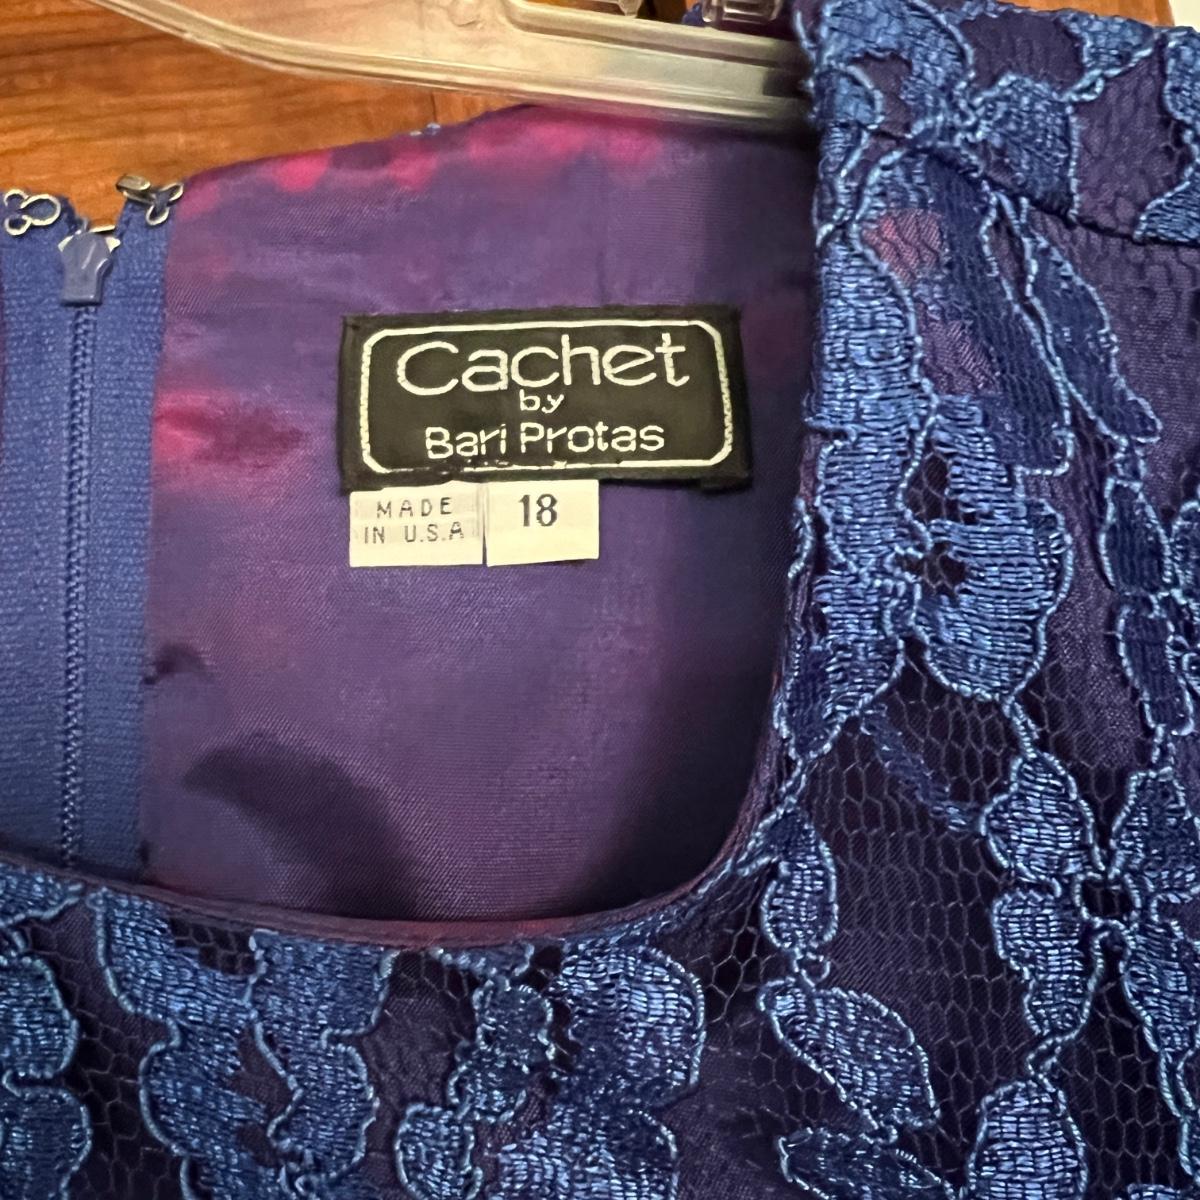 Cachet
by
Bari Protas
MADE
IN U.S.A
18